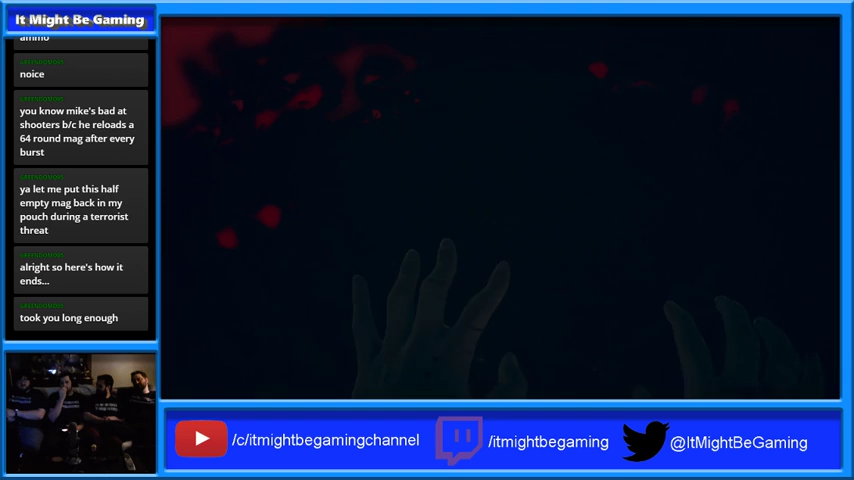 It Might Be Gaming
ammo
noice
you know mike's bad at
shooters b/c he reloads a
64 round mag after every
burst
ya let me put this half
empty mag back in my
pouch during a terrorist
threat
alright so here's how it
ends...
took you long enough
/c/itmightbegamingchannel
/itmightbegaming
@ItMightBeGaming